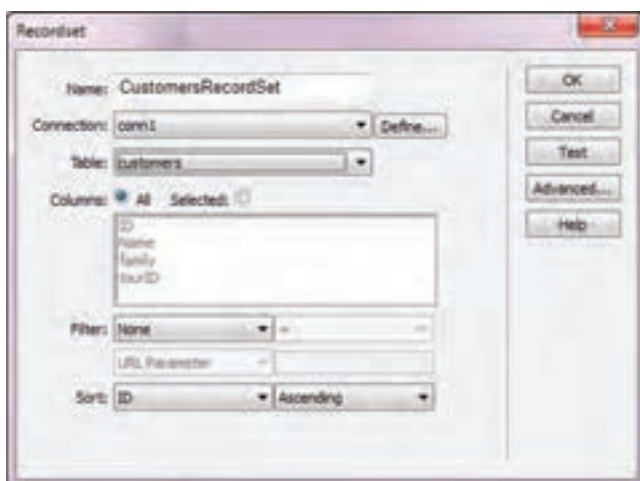 Recordset
Name: CustomersRecordSet
Connection: conn1 Define...
Table: customers
Columns: All Selected:
ID
Name
family
tourID
Filter: None =
URL Parameter
Sort: ID Ascending
OK
Cancel
Test
Advanced...
Help